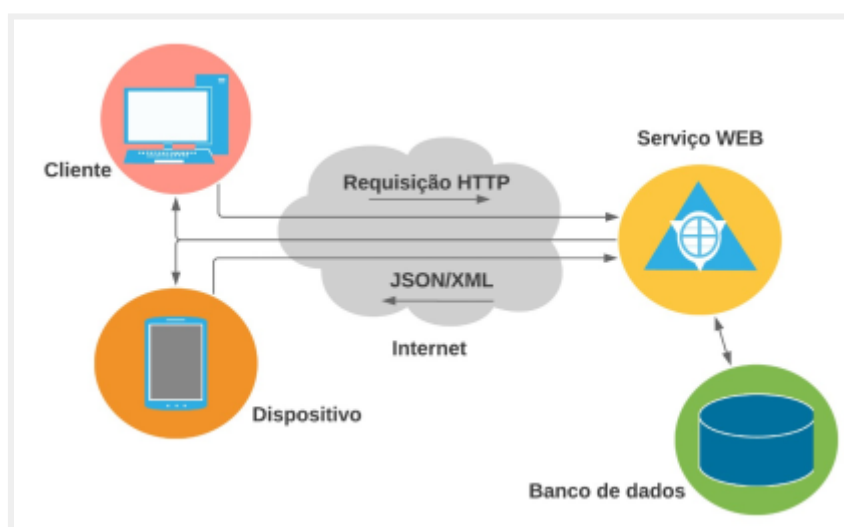 Serviço WEB
Cliente
Requisição HTTP
JSON/XML
Internet
Dispositivo
Banco de dados